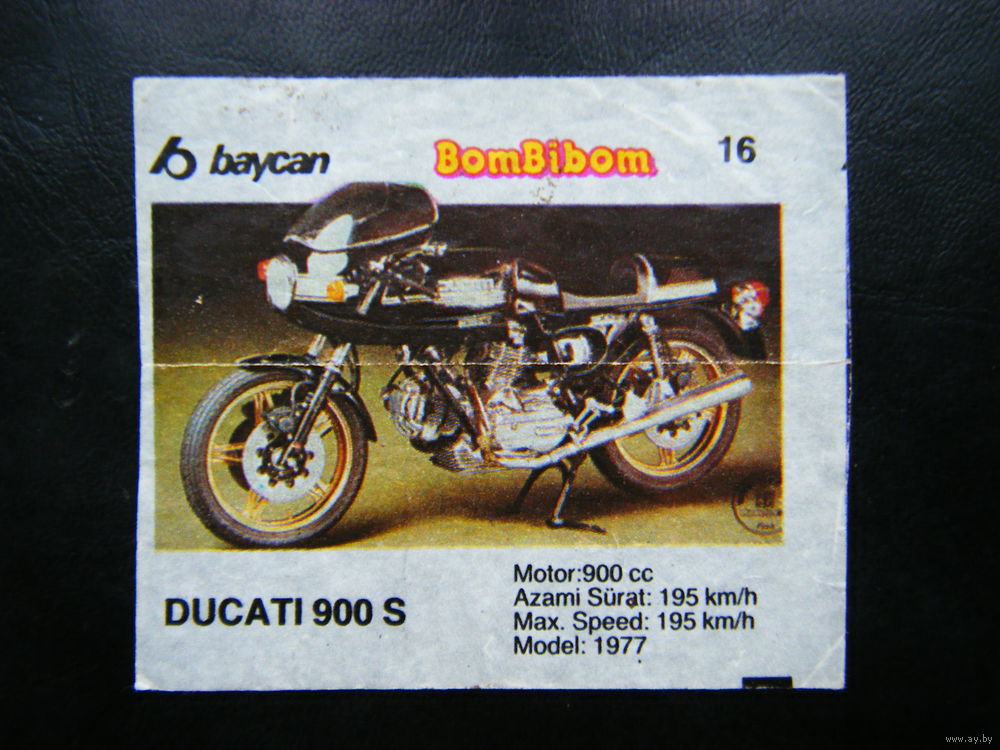 baycan
BomBibom
16
DUCATI 900 S
Motor:900 cc
Azami Sürat: 195 km/h
Max. Speed: 195 km/h
Model: 1977
www.ay.by